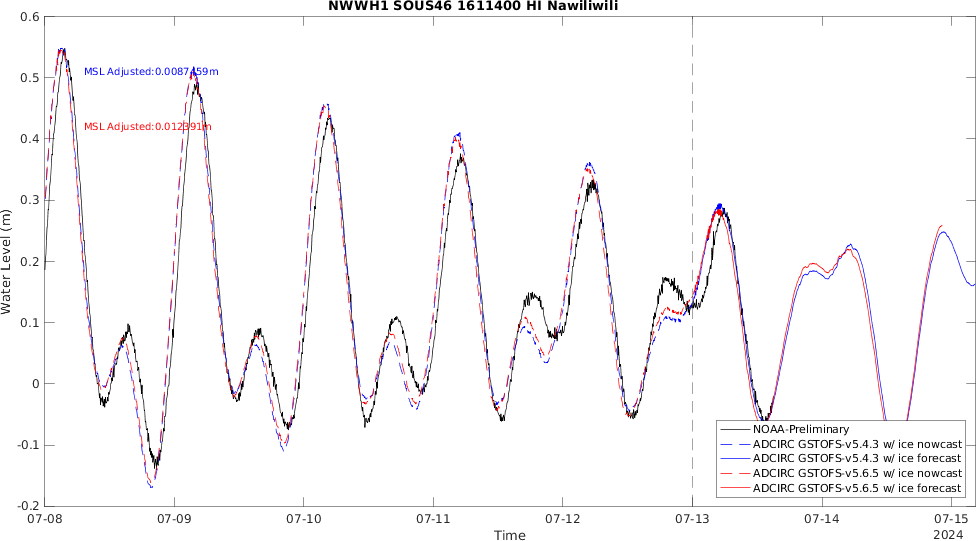 NWWH1 SOUS46 1611400 HI Nawiliwili
0.6
0.5
0.4
0.3
0.2
0.1
0
-0.1
-0.2
Water Level (m)
MSL Adjusted:0.0087459m
MSL Adjusted:0.012391m
NOAA-Preliminary
ADCIRC GSTOFS-v5.4.3 w/ ice nowcast
ADCIRC GSTOFS-v5.4.3 w/ ice forecast
ADCIRC GSTOFS-v5.6.5 w/ ice nowcast
ADCIRC GSTOFS-v5.6.5 w/ ice forecast
07-08 07-09 07-10 07-11 07-12 07-13 07-14 07-15
Time
2024